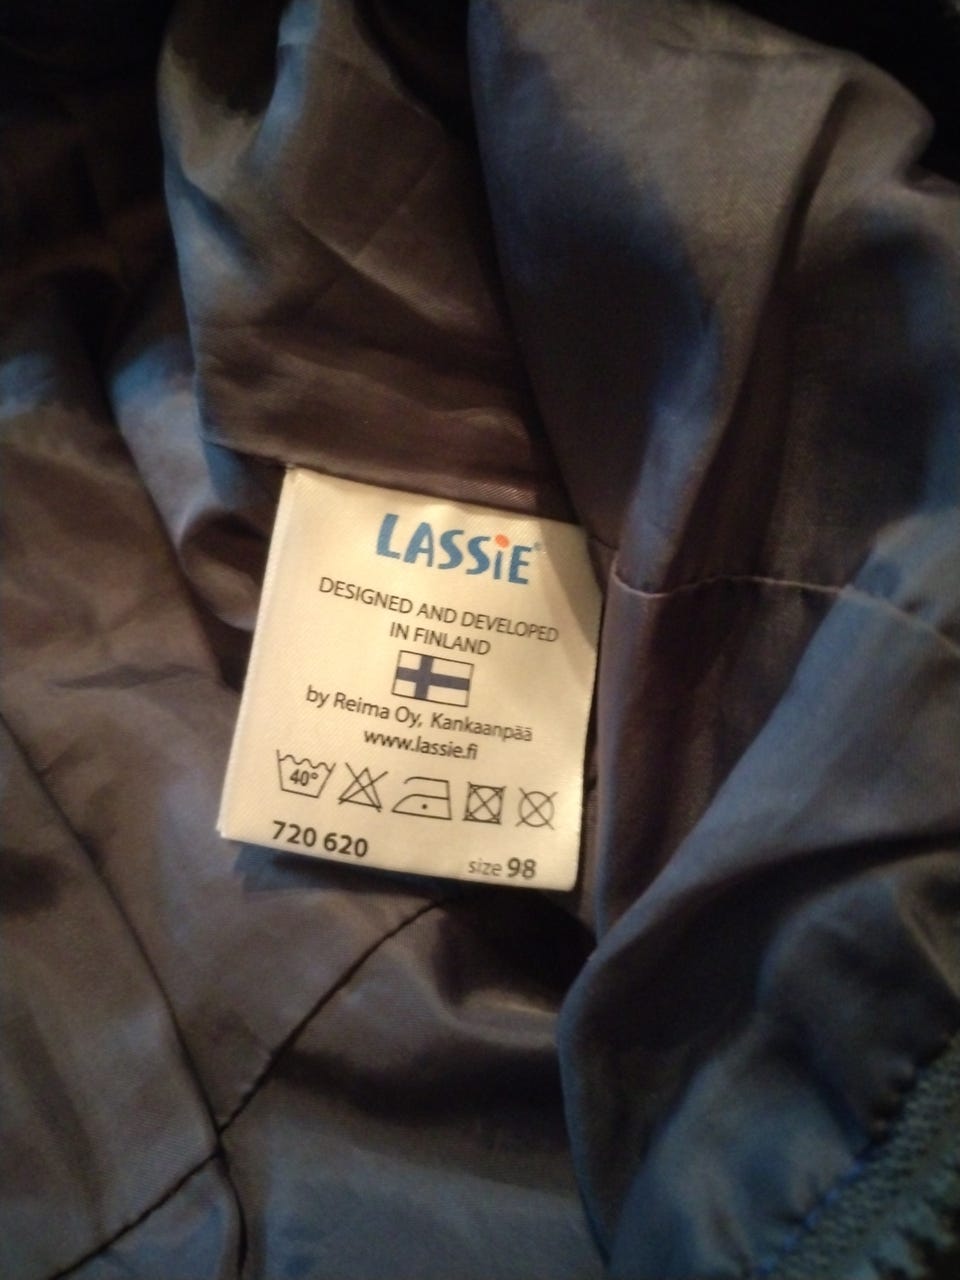 LASSiE®
DESIGNED AND DEVELOPED
IN FINLAND
by Reima Oy, Kankaanpää
www.lassie.fi
40°
720 620
size 98